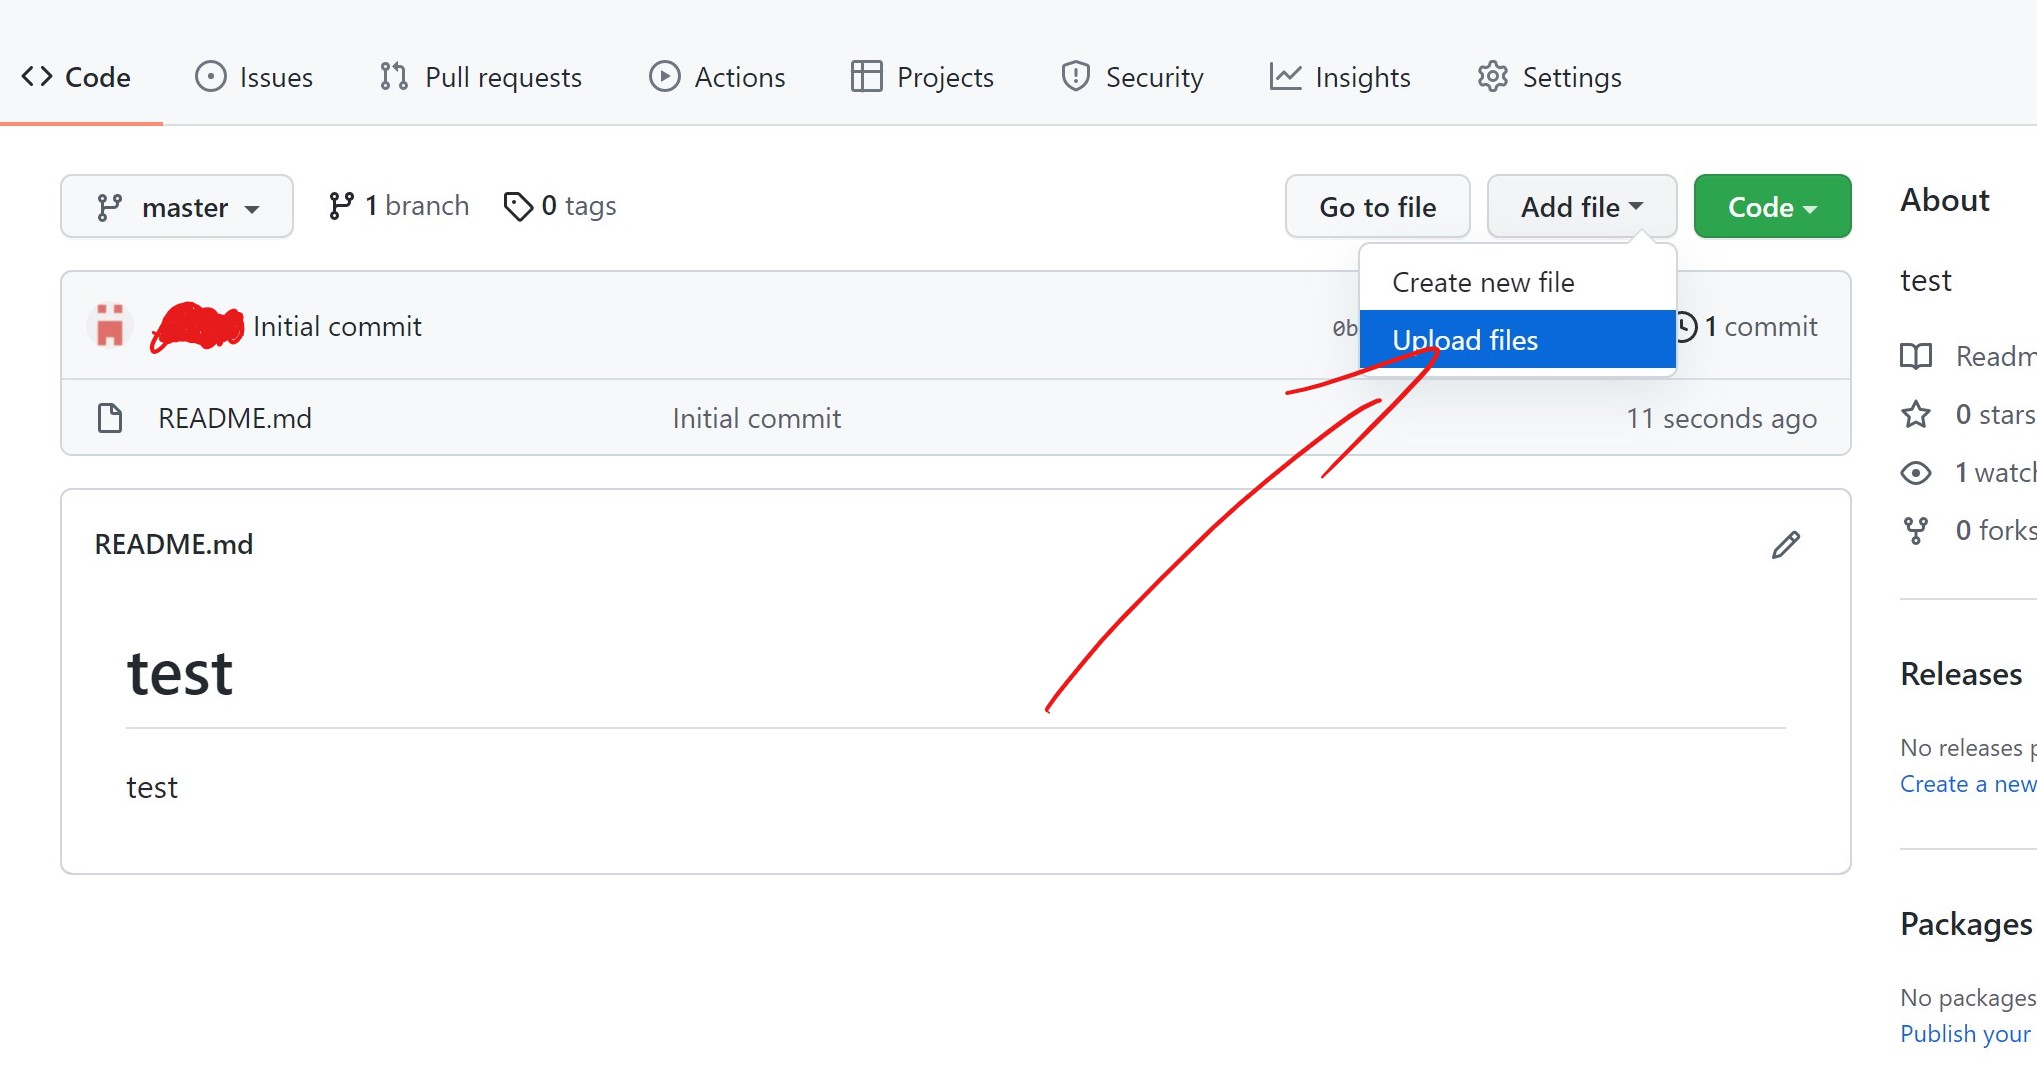 Code Issues Pull requests Actions Projects Security Insights Settings
master 1 branch 0 tags Go to file Add file Code
Create new file
Upload files
Initial commit 0b 1 commit
README.md Initial commit 11 seconds ago
README.md
test
test
About
test
Readm
0 stars
1 watch
0 forks
Releases
No releases p
Create a new
Packages
No packages
Publish your